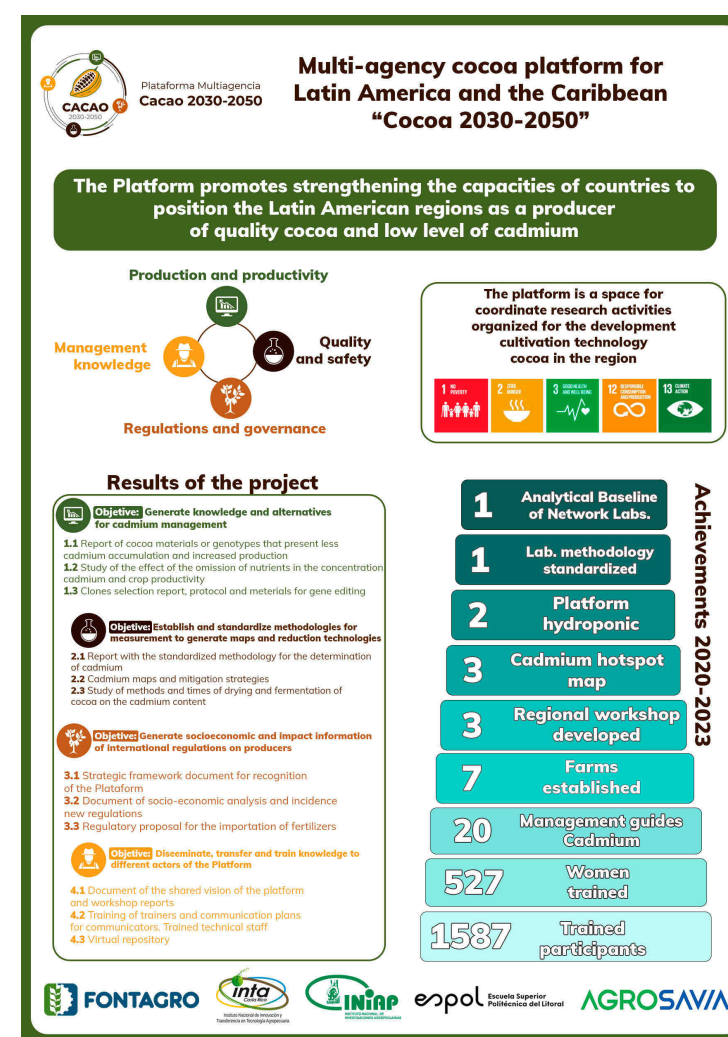 CACAO
2030-2050
Plataforma Multiagencia
Cacao 2030-2050
Multi-agency cocoa platform for
Latin America and the Caribbean
“Cocoa 2030-2050”
The Platform promotes strengthening the capacities of countries to
position the Latin American regions as a producer
of quality cocoa and low level of cadmium
Production and productivity
Management
knowledge
Quality
and safety
Regulations and governance
The platform is a space for
coordinate research activities
organized for the development
cultivation technology
cocoa in the region
1 NO
POVERTY
2 ZERO
HUNGER
3 GOOD HEALTH
AND WELL-BEING
12 RESPONSIBLE
CONSUMPTION
AND PRODUCTION
13 CLIMATE
ACTION
Results of the project
Objetive: Generate knowledge and alternatives
for cadmium management
1.1 Report of cocoa materials or genotypes that present less
cadmium accumulation and increased production
1.2 Study of the effect of the omission of nutrients in the concentration
cadmium and crop productivity
1.3 Clones selection report, protocol and meterials for gene editing
Objetive: Establish and standardize methodologies for
measurement to generate maps and reduction technologies
2.1 Report with the standardized methodology for the determination
of cadmium
2.2 Cadmium maps and mitigation strategies
2.3 Study of methods and times of drying and fermentation of
cocoa on the cadmium content
Objetive: Generate socioeconomic and impact information
of international regulations on producers
3.1 Strategic framework document for recognition
of the Plataform
3.2 Document of socio-economic analysis and incidence
new regulations
3.3 Regulatory proposal for the importation of fertilizers
Objetive: Diseeminate, transfer and train knowledge to
different actors of the Platform
4.1 Document of the shared vision of the platform
and workshop reports
4.2 Training of trainers and communication plans
for communicators. Trained technical staff
4.3 Virtual repository
Achievements 2020-2023
1 Analytical Baseline
of Network Labs.
1 Lab. methodology
standardized
2 Platform
hydroponic
3 Cadmium hotspot
map
3 Regional workshop
developed
7 Farms
established
20 Management guides
Cadmium
527 Women
trained
1587 Trained
participants
FONTAGRO
inta
Costa Rica
Instituto Nacional de Innovación y
Transferencia en Tecnología Agropecuaria
INIAP
INSTITUTO NACIONAL DE
INVESTIGACIONES AGROPECUARIAS
espol Escuela Superior
Politécnica del Litoral
AGROSAVIA